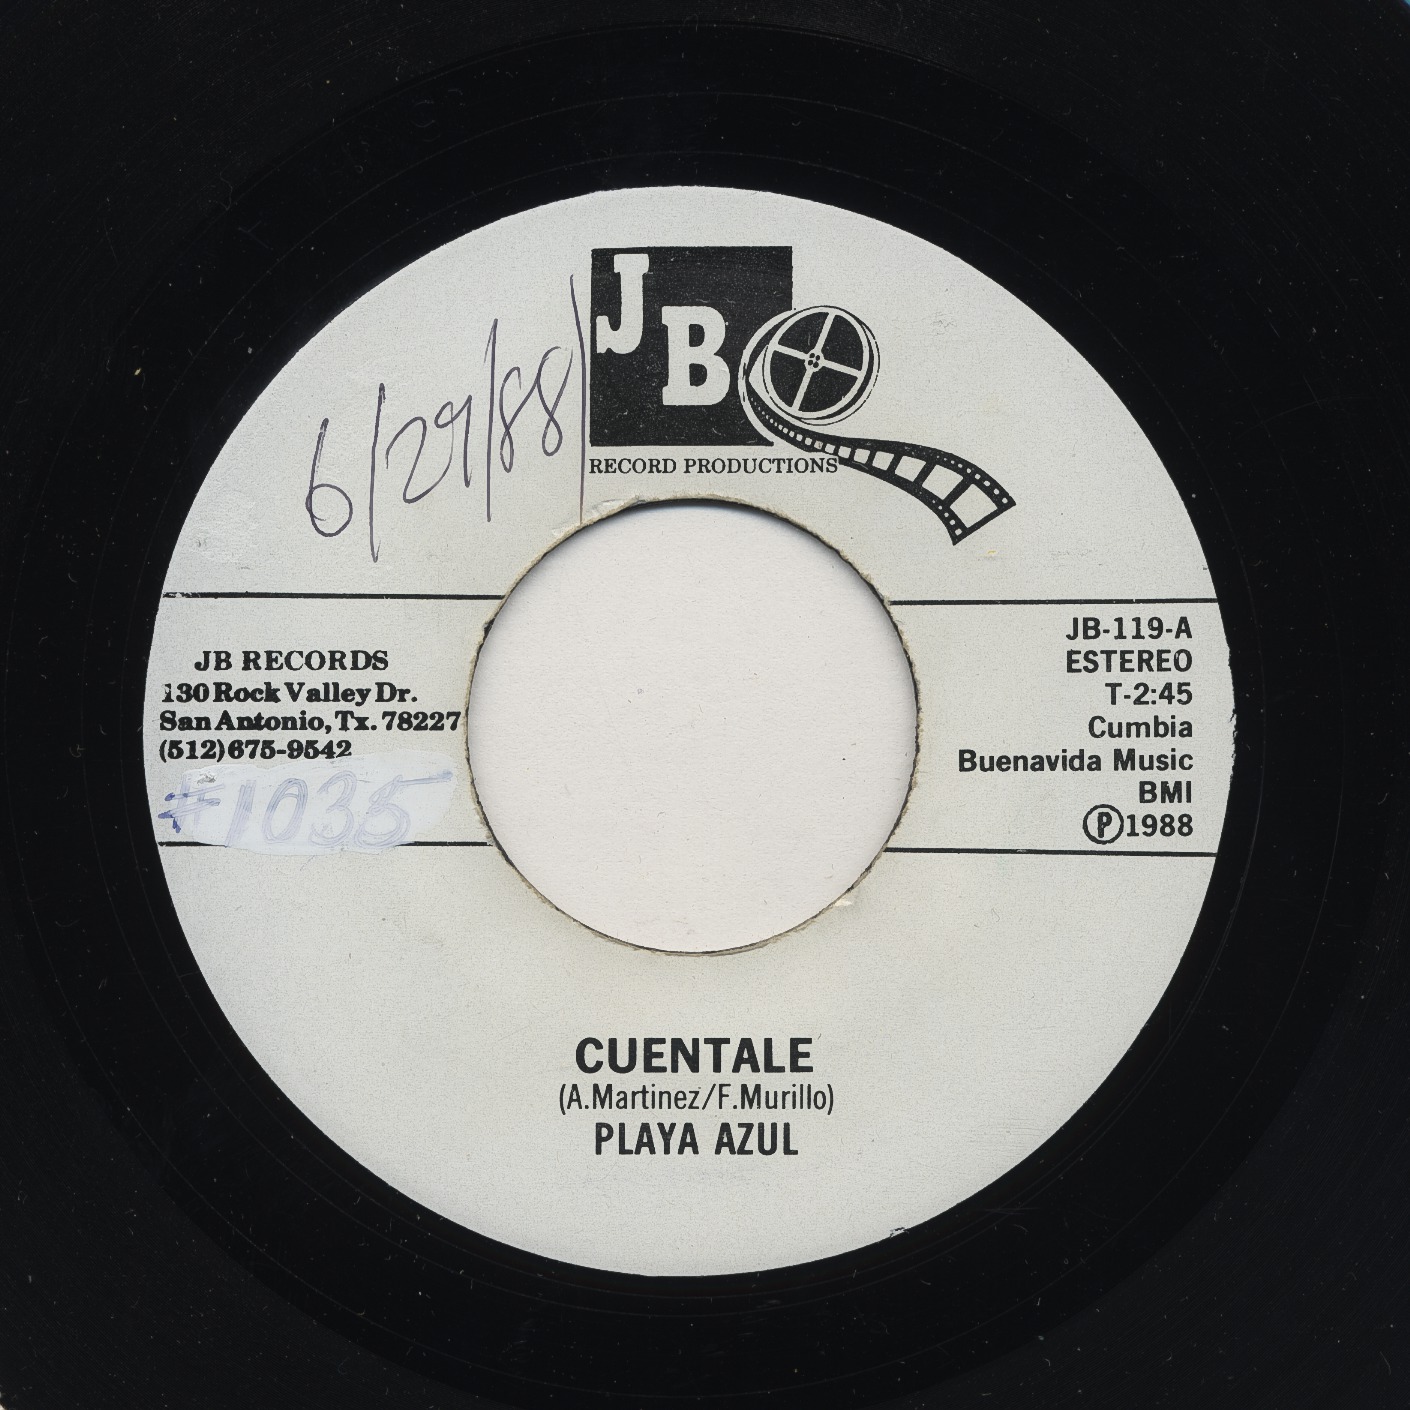 JB
RECORD PRODUCTIONS
6/29/88
JB RECORDS
130 Rock Valley Dr.
San Antonio, Tx. 78227
(512)675-9542
#1035
JB-119-A
ESTEREO
T-2:45
Cumbia
Buenavida Music
BMI
Ⓟ1988
CUENTALE
(A.Martinez/F.Murillo)
PLAYA AZUL